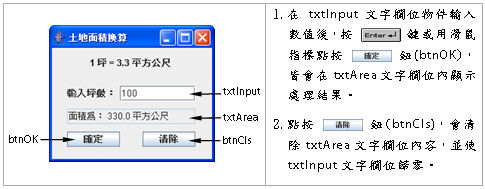 土地面積換算
1 坪 = 3.3 平方公尺
輸入坪數： 100
txtInput
面積為： 330.0 平方公尺
txtArea
btnOK
確定
清除
btnCls
1. 在 txtInput 文字欄位物件輸入
數值後，按 Enter 鍵或用滑鼠
指標點按 確定 鈕(btnOK)，
皆會在 txtArea 文字欄位內顯示
處理結果。
2. 點按 清除 鈕(btnCls)，會清
除 txtArea 文字欄位內容，並使
txtInput 文字欄位歸零。